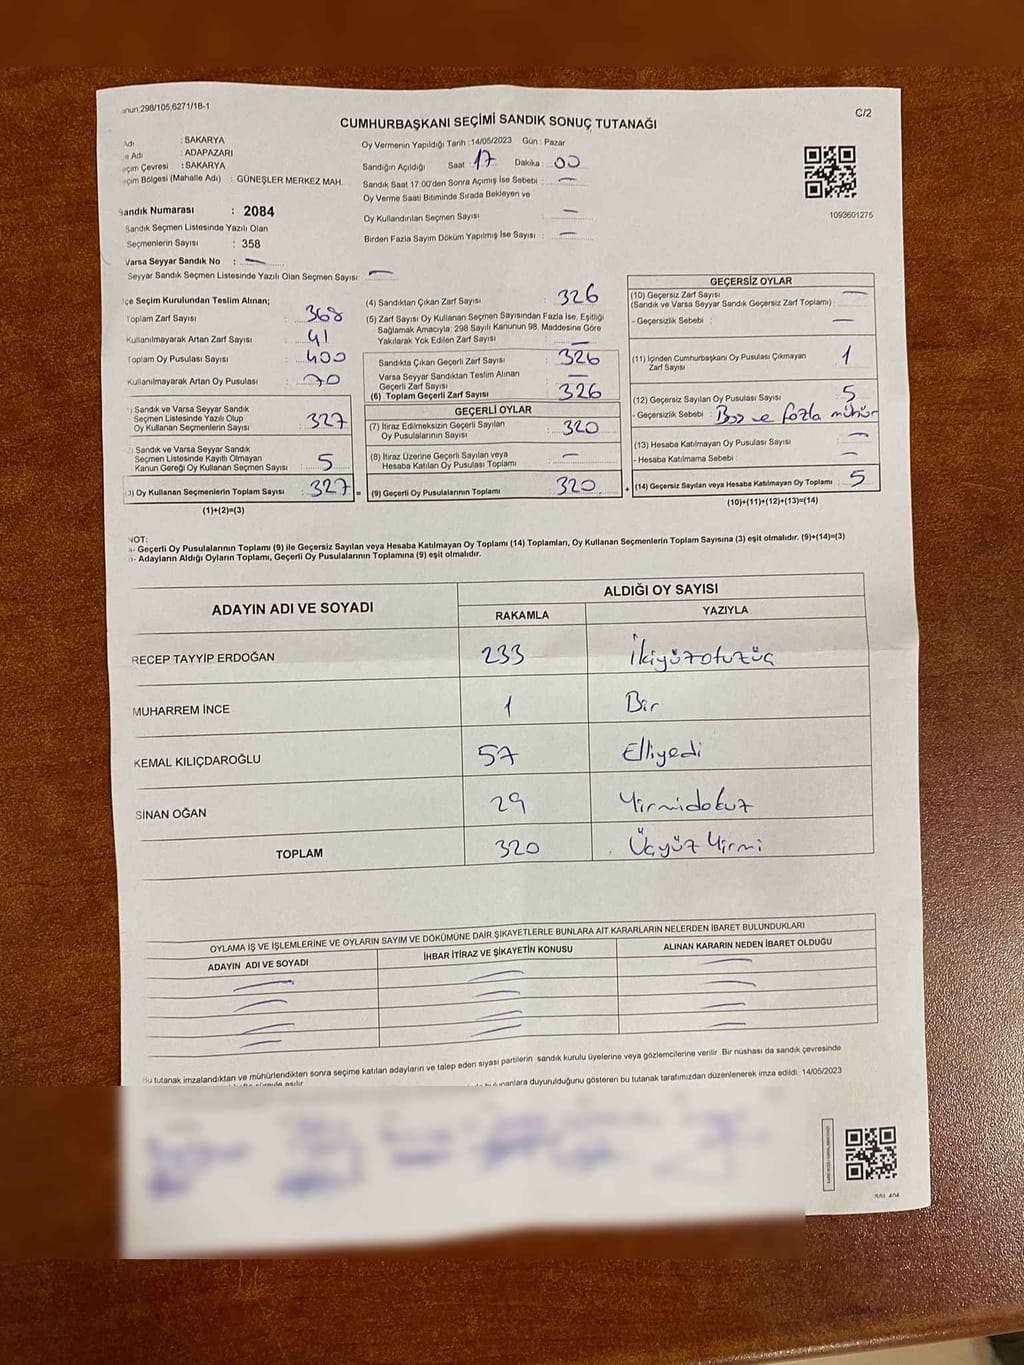 298/105,6271/1B-1
C/2
CUMHURBAŞKANI SEÇİMİ SANDIK SONUÇ TUTANAĞI
Adı : SAKARYA
Adı : ADAPAZARI
Çevresi : SAKARYA
Bölgesi (Mahalle Adı) : GÜNEŞLER MERKEZ MAH.
Sandık Numarası : 2084
Sandık Seçmen Listesinde Yazılı Olan
Seçmenlerin Sayısı : 358
Varsa Seyyar Sandık No : —
Seyyar Sandık Seçmen Listesinde Yazılı Olan Seçmen Sayısı: —
Oy Vermenin Yapıldığı Tarih :14/05/2023 Gün : Pazar
Sandığın Açıldığı Saat : 17 Dakika : 00
Sandık Saat 17.00'den Sonra Açımış İse Sebebi : —
Oy Verme Saati Bitiminde Sırada Bekleyen ve
Oy Kullandırılan Seçmen Sayısı —
Birden Fazla Sayım Döküm Yapılmış İse Sayısı : —
1093601275
Seçim Kurulundan Teslim Alınan;
Toplam Zarf Sayısı : 368
Kullanılmayarak Artan Zarf Sayısı : 41
Toplam Oy Pusulası Sayısı : 400
Kullanılmayarak Artan Oy Pusulası : 70
Sandık ve Varsa Seyyar Sandık
Seçmen Listesinde Yazılı Olup
Oy Kullanan Seçmenlerin Sayısı : 327
Sandık ve Varsa Seyyar Sandık
Seçmen Listesinde Kayıtlı Olmayan
Kanun Gereği Oy Kullanan Seçmen Sayısı : 5
3) Oy Kullanan Seçmenlerin Toplam Sayısı : 327 =
(1)+(2)=(3)
(4) Sandıktan Çıkan Zarf Sayısı : 326
(5) Zarf Sayısı Oy Kullanan Seçmen Sayısından Fazla İse, Eşitliği
Sağlamak Amacıyla; 298 Sayılı Kanunun 98. Maddesine Göre
Yakılarak Yok Edilen Zarf Sayısı : —
Sandıkta Çıkan Geçerli Zarf Sayısı : 326
Varsa Seyyar Sandıktan Teslim Alınan
Geçerli Zarf Sayısı : —
(6) Toplam Geçerli Zarf Sayısı : 326
GEÇERLİ OYLAR
(7) İtiraz Edilmeksizin Geçerli Sayılan
Oy Pusulalarının Sayısı : 320
(8) İtiraz Üzerine Geçerli Sayılan veya
Hesaba Katılan Oy Pusulası Toplamı : —
(9) Geçerli Oy Pusulalarının Toplamı : 320 +
GEÇERSİZ OYLAR
(10) Geçersiz Zarf Sayısı
(Sandık ve Varsa Seyyar Sandık Geçersiz Zarf Toplamı) : —
- Geçersizlik Sebebi : —
(11) İçinden Cumhurbaşkanı Oy Pusulası Çıkmayan
Zarf Sayısı : 1
(12) Geçersiz Sayılan Oy Pusulası Sayısı : 5
- Geçersizlik Sebebi : Boş ve fazla mühür
(13) Hesaba Katılmayan Oy Pusulası Sayısı : —
- Hesaba Katılmama Sebebi : —
(14) Geçersiz Sayılan veya Hesaba Katılmayan Oy Toplamı : 5
(10)+(11)+(12)+(13)=(14)
NOT:
a- Geçerli Oy Pusulalarının Toplamı (9) ile Geçersiz Sayılan veya Hesaba Katılmayan Oy Toplamı (14) Toplamları, Oy Kullanan Seçmenlerin Toplam Sayısına (3) eşit olmalıdır. (9)+(14)=(3)
b- Adayların Aldığı Oyların Toplamı, Geçerli Oy Pusulalarının Toplamına (9) eşit olmalıdır.
ADAYIN ADI VE SOYADI
ALDIĞI OY SAYISI
RAKAMLA YAZIYLA
RECEP TAYYİP ERDOĞAN 233 İkiyüzotuzüç
MUHARREM İNCE 1 Bir
KEMAL KILIÇDAROĞLU 57 Elliyedi
SİNAN OĞAN 29 Yirmidokuz
TOPLAM 320 Üçyüz Yirmi
OYLAMA İŞ VE İŞLEMLERİNE VE OYLARIN SAYIM VE DÖKÜMÜNE DAİR ŞİKAYETLERLE BUNLARA AİT KARARLARIN NELERDEN İBARET BULUNDUKLARI
ADAYIN ADI VE SOYADI İHBAR İTİRAZ VE ŞİKAYETİN KONUSU ALINAN KARARIN NEDEN İBARET OLDUĞU
Bu tutanak imzalandıktan ve mühürlendikten sonra seçime katılan adayların ve talep eden siyasi partilerin sandık kurulu üyelerine veya gözlemcilerine verilir. Bir nüshası da sandık çevresinde
duyurulduğunu gösteren bu tutanak tarafımızdan düzenlenerek imza edildi. 14/05/2023